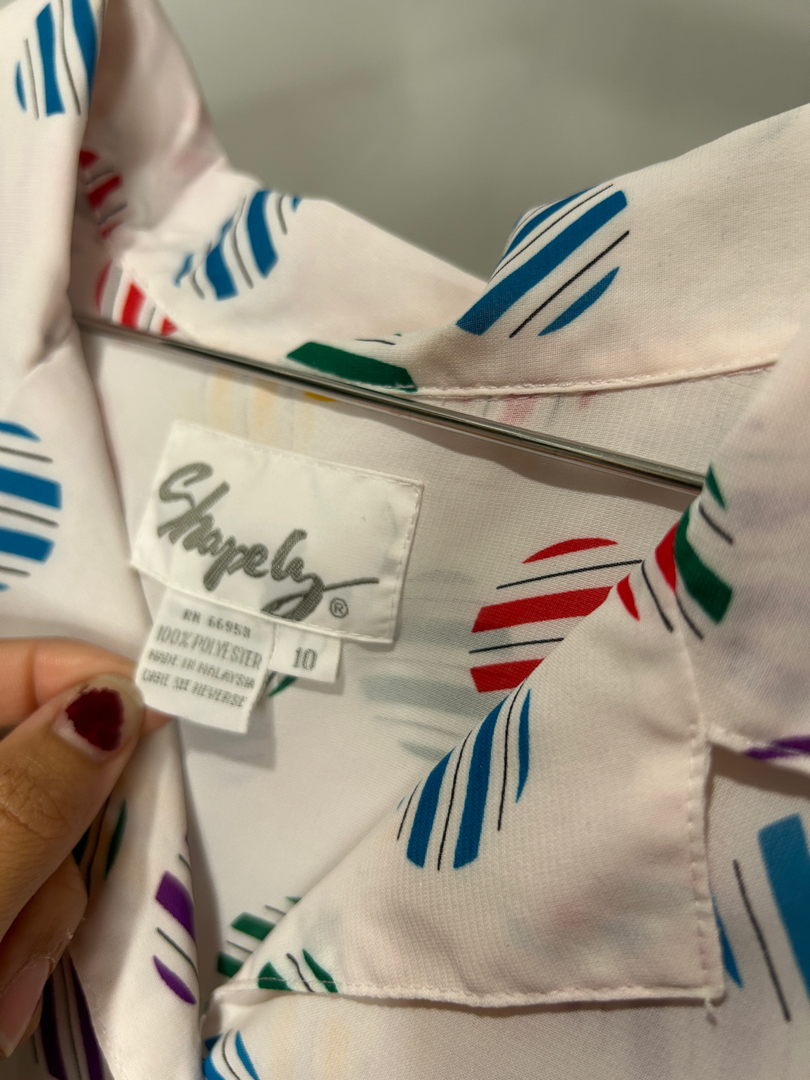 Shapely®
RN 66953
100% POLYESTER
MADE IN MALAYSIA
CARE SEE REVERSE
10